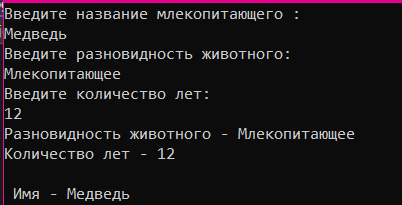 Введите название млекопитающего :
Медведь
Введите разновидность животного:
Млекопитающее
Введите количество лет:
12
Разновидность животного - Млекопитающее
Количество лет - 12
Имя - Медведь